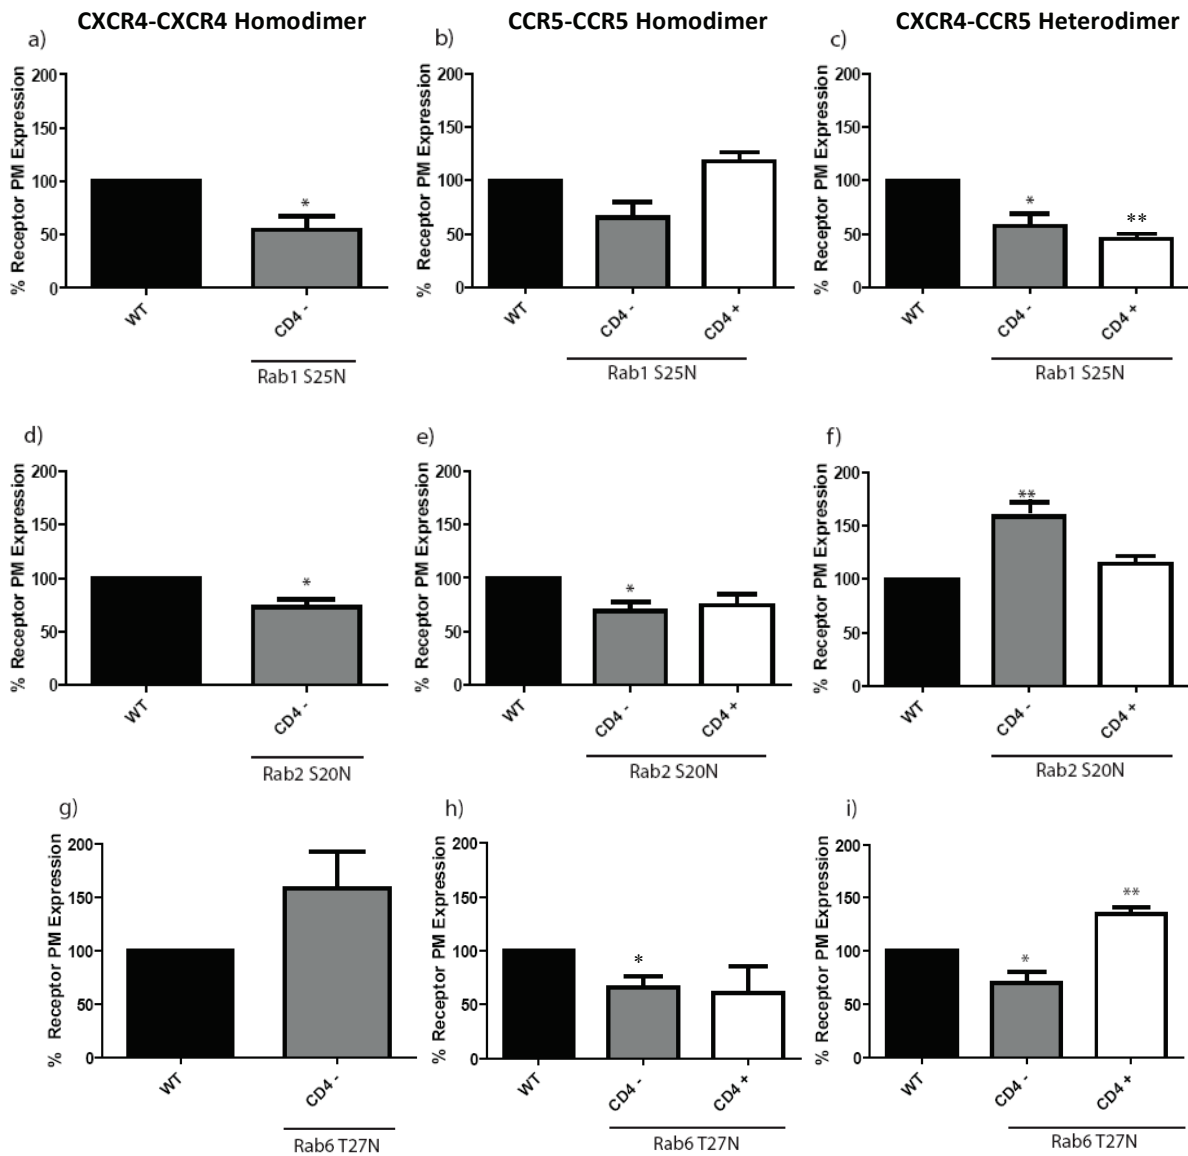 CXCR4-CXCR4 Homodimer
CCR5-CCR5 Homodimer
CXCR4-CCR5 Heterodimer
a)
% Receptor PM Expression
200
150
100
50
0
*
WT
CD4 -
Rab1 S25N
b)
% Receptor PM Expression
200
150
100
50
0
WT
CD4 -
CD4 +
Rab1 S25N
c)
% Receptor PM Expression
200
150
100
50
0
*
**
WT
CD4 -
CD4 +
Rab1 S25N
d)
% Receptor PM Expression
200
150
100
50
0
*
WT
CD4 -
Rab2 S20N
e)
% Receptor PM Expression
200
150
100
50
0
*
WT
CD4 -
CD4 +
Rab2 S20N
f)
% Receptor PM Expression
200
150
100
50
0
**
WT
CD4 -
CD4 +
Rab2 S20N
g)
% Receptor PM Expression
200
150
100
50
0
WT
CD4 -
Rab6 T27N
h)
% Receptor PM Expression
200
150
100
50
0
*
WT
CD4 -
CD4 +
Rab6 T27N
i)
% Receptor PM Expression
200
150
100
50
0
*
**
WT
CD4 -
CD4 +
Rab6 T27N